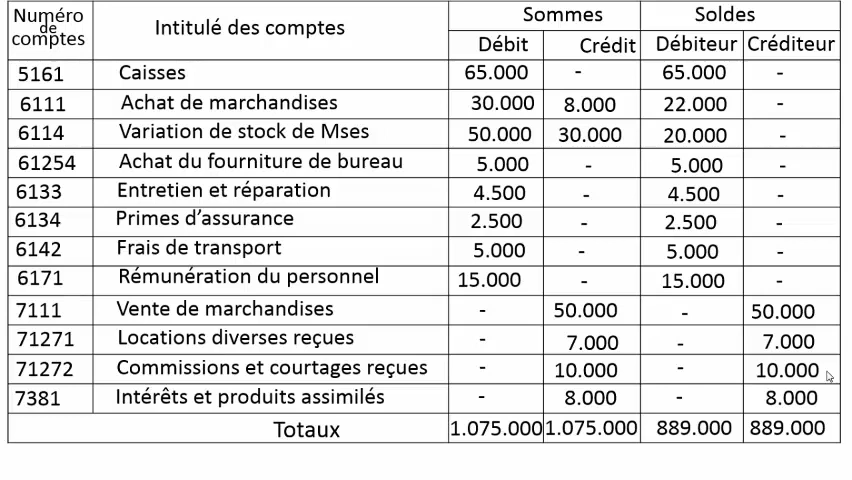 Numéro de comptes Intitulé des comptes Sommes Soldes
Débit Crédit Débiteur Créditeur
5161 Caisses 65.000 - 65.000 -
6111 Achat de marchandises 30.000 8.000 22.000 -
6114 Variation de stock de Mses 50.000 30.000 20.000 -
61254 Achat du fourniture de bureau 5.000 - 5.000 -
6133 Entretien et réparation 4.500 - 4.500 -
6134 Primes d’assurance 2.500 - 2.500 -
6142 Frais de transport 5.000 - 5.000 -
6171 Rémunération du personnel 15.000 - 15.000 -
7111 Vente de marchandises - 50.000 - 50.000
71271 Locations diverses reçues - 7.000 - 7.000
71272 Commissions et courtages reçues - 10.000 - 10.000
7381 Intérêts et produits assimilés - 8.000 - 8.000
Totaux 1.075.000 1.075.000 889.000 889.000